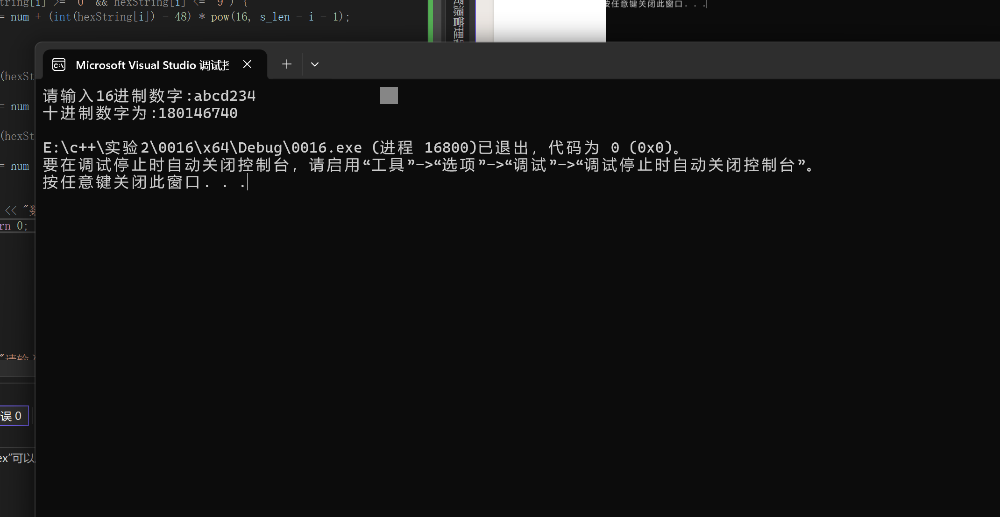 tring[i] >= '0' && hexString[i] <= '9') {
= num + (int(hexString[i]) - 48) * pow(16, s_len - i - 1);
资源管理
按任意键关闭此窗口. . .
Microsoft Visual Studio 调试
(hexSt
= num
(hexSt
= num
<< "数
rn 0;
"请输入
误 0
ex"可以
请输入16进制数字:abcd234
十进制数字为:180146740
E:\c++\实验2\0016\x64\Debug\0016.exe (进程 16800)已退出，代码为 0 (0x0)。
要在调试停止时自动关闭控制台，请启用“工具”->“选项”->“调试”->“调试停止时自动关闭控制台”。
按任意键关闭此窗口. . .